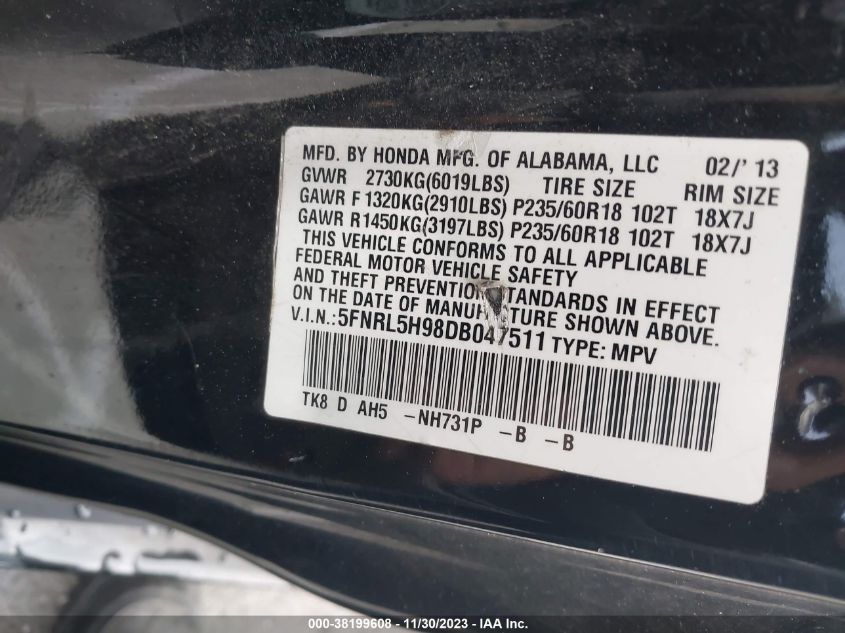 MFD. BY HONDA MFG. OF ALABAMA, LLC 02/' 13
GVWR 2730KG(6019LBS) TIRE SIZE RIM SIZE
GAWR F 1320KG(2910LBS) P235/60R18 102T 18X7J
GAWR R1450KG(3197LBS) P235/60R18 102T 18X7J
THIS VEHICLE CONFORMS TO ALL APPLICABLE
FEDERAL MOTOR VEHICLE SAFETY
AND THEFT PREVENTION STANDARDS IN EFFECT
ON THE DATE OF MANUFACTURE SHOWN ABOVE.
V.I.N.:5FNRL5H98DB047511 TYPE: MPV
TK8 D AH5 -NH731P -B -B
000-38199608 - 11/30/2023 - IAA Inc.